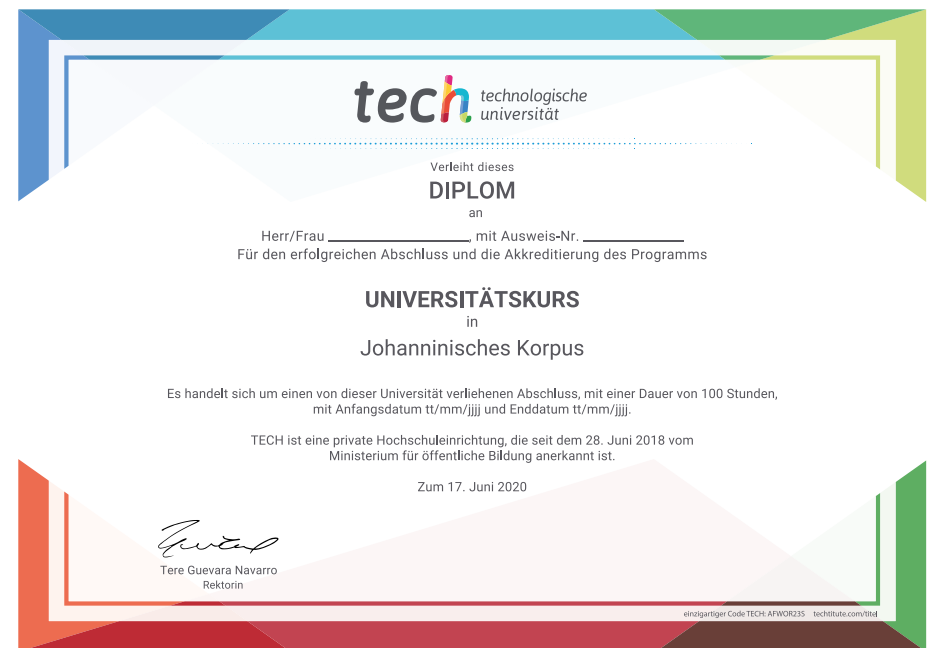 tech technologische
universität
Verleiht dieses
DIPLOM
an
Herr/Frau ____________, mit Ausweis-Nr. ____________
Für den erfolgreichen Abschluss und die Akkreditierung des Programms
UNIVERSITÄTSKURS
in
Johanninisches Korpus
Es handelt sich um einen von dieser Universität verliehenen Abschluss, mit einer Dauer von 100 Stunden,
mit Anfangsdatum tt/mm/jjjj und Enddatum tt/mm/jjjj.
TECH ist eine private Hochschuleinrichtung, die seit dem 28. Juni 2018 vom
Ministerium für öffentliche Bildung anerkannt ist.
Zum 17. Juni 2020
Tere Guevara Navarro
Rektorin
einzigartiger Code TECH: AFWOR23S techtitute.com/titel